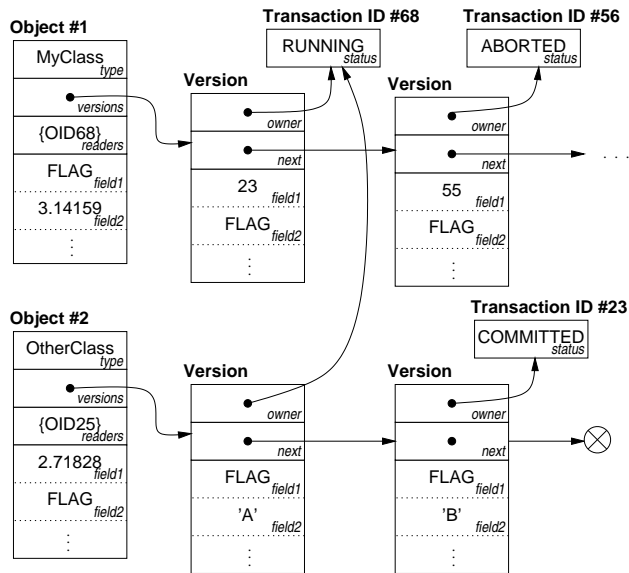 Object #1
MyClass
type
versions
{OID68}
readers
FLAG
field1
3.14159
field2
Transaction ID #68
RUNNING
status
Transaction ID #56
ABORTED
status
Version
owner
next
23
field1
FLAG
field2
Version
owner
next
55
field1
FLAG
field2
. . .
Object #2
OtherClass
type
versions
{OID25}
readers
2.71828
field1
FLAG
field2
Version
owner
next
FLAG
field1
'A'
field2
Transaction ID #23
COMMITTED
status
Version
owner
next
FLAG
field1
'B'
field2